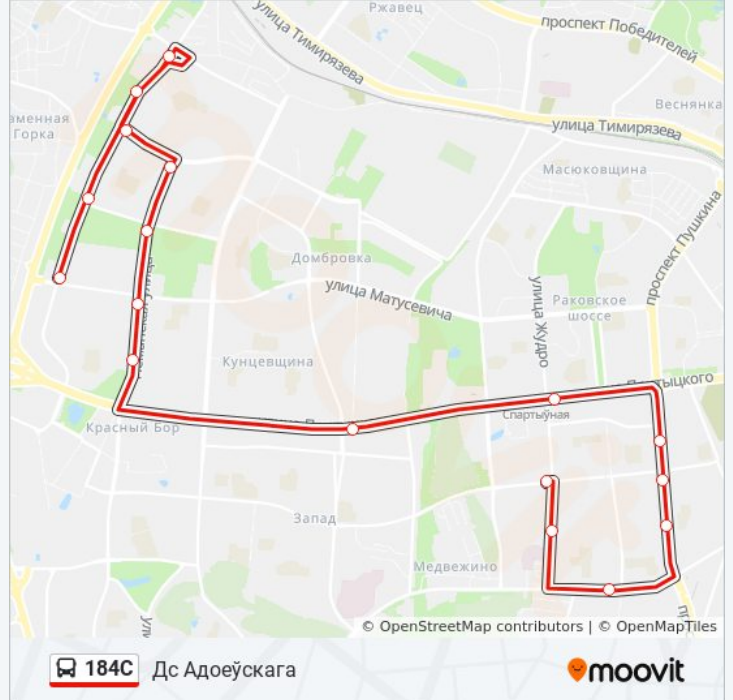 Ржавец
проспект Победителей
улица Тимирязева
Веснянка
аменная
Горка
улица Тимирязева
Масюковщина
проспект Пушкина
Домбровка
улица Матусевича
Раковское
шоссе
улица Жудро
Кунцевщина
Спартыўная
Красный Бор
Запад
Медвежино
© OpenStreetMap contributors | © OpenMapTiles
184С Дс Адоеўскага
moovit